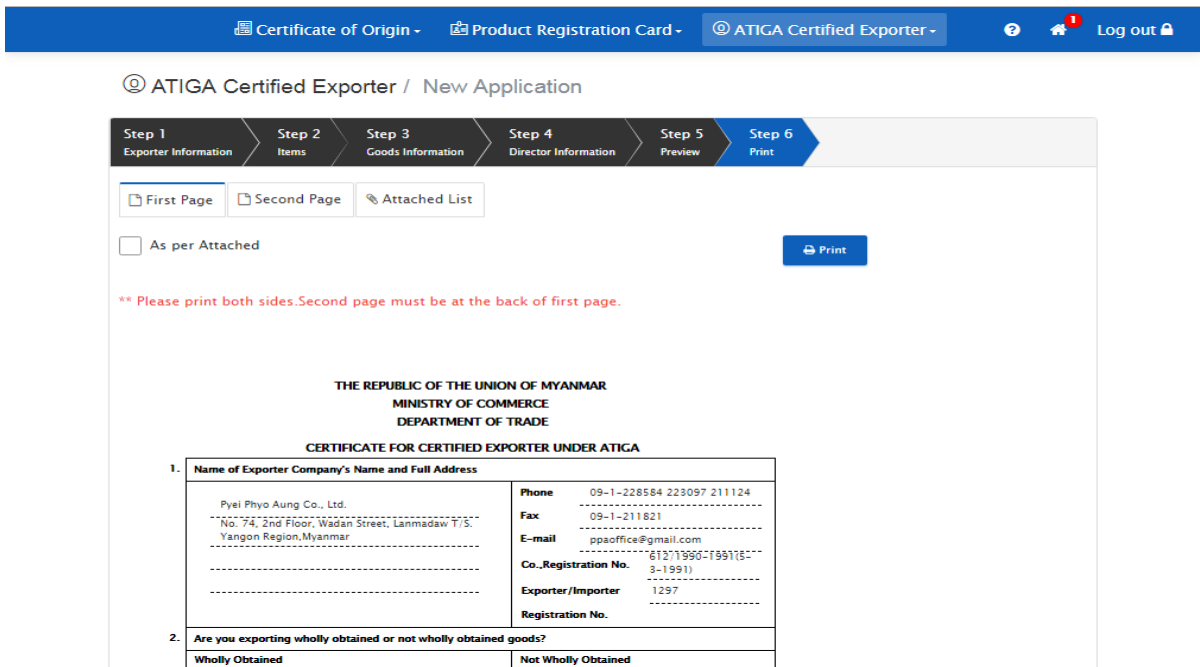 Certificate of Origin Product Registration Card ATIGA Certified Exporter 1 Log out
ATIGA Certified Exporter / New Application
Step 1 Step 2 Step 3 Step 4 Step 5 Step 6
Exporter Information Items Goods Information Director Information Preview Print
First Page Second Page Attached List
As per Attached Print
** Please print both sides.Second page must be at the back of first page.
THE REPUBLIC OF THE UNION OF MYANMAR
MINISTRY OF COMMERCE
DEPARTMENT OF TRADE
CERTIFICATE FOR CERTIFIED EXPORTER UNDER ATIGA
1. Name of Exporter Company's Name and Full Address
Pyei Phyo Aung Co., Ltd.
No. 74, 2nd Floor, Wadan Street, Lanmadaw T/S.
Yangon Region,Myanmar
Phone 09-1-228584 223097 211124
Fax 09-1-211821
E-mail ppaoffice@gmail.com
Co.,Registration No. 612/1990-1991(5-
3-1991)
Exporter/Importer 1297
Registration No.
2. Are you exporting wholly obtained or not wholly obtained goods?
Wholly Obtained Not Wholly Obtained